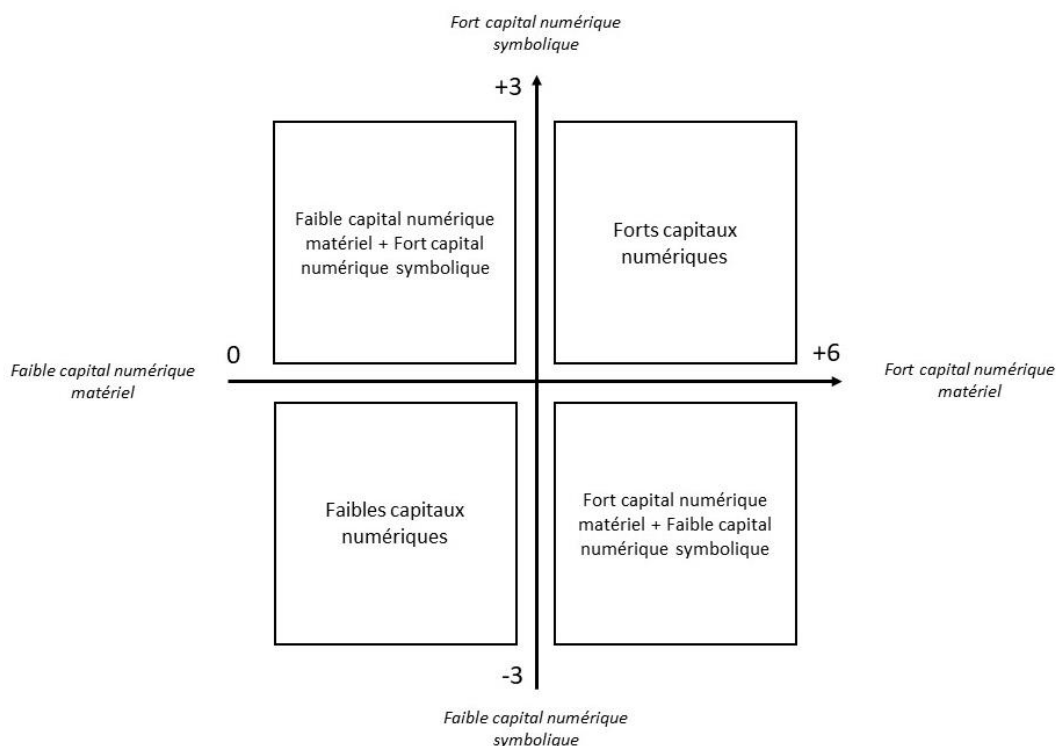 Fort capital numérique
symbolique
+3
Faible capital numérique
matériel + Fort capital
numérique symbolique
Forts capitaux
numériques
0
+6
Faible capital numérique
matériel
Fort capital numérique
matériel
Faibles capitaux
numériques
Fort capital numérique
matériel + Faible capital
numérique symbolique
-3
Faible capital numérique
symbolique